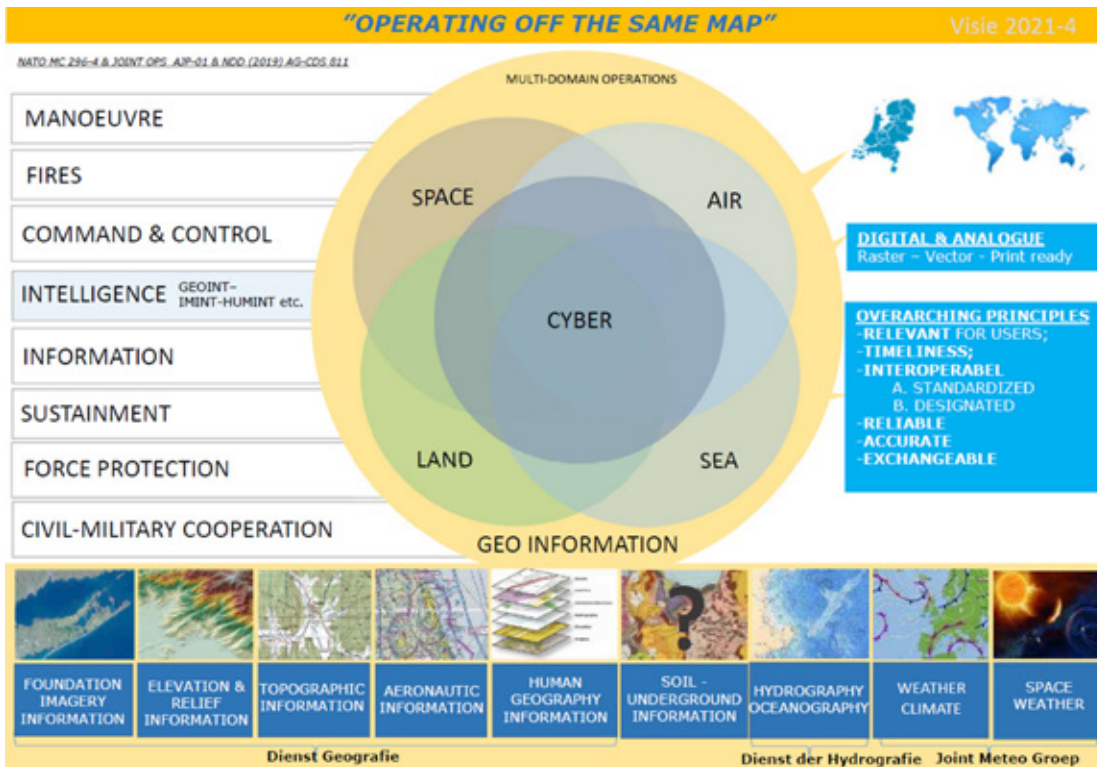 "OPERATING OFF THE SAME MAP"
Visie 2021-4
NATO MC 296-4 & JOINT OPS AJP-01 & NDD (2019) AG-CDS 811
MULTI-DOMAIN OPERATIONS
MANOEUVRE
FIRES
COMMAND & CONTROL
INTELLIGENCE GEOINT–
IMINT-HUMINT etc.
INFORMATION
SUSTAINMENT
FORCE PROTECTION
CIVIL-MILITARY COOPERATION
SPACE
AIR
CYBER
LAND
SEA
GEO INFORMATION
DIGITAL & ANALOGUE
Raster – Vector - Print ready
OVERARCHING PRINCIPLES
-RELEVANT FOR USERS;
-TIMELINESS;
-INTEROPERABEL
A. STANDARDIZED
B. DESIGNATED
-RELIABLE
-ACCURATE
-EXCHANGEABLE
?
FOUNDATION
IMAGERY
INFORMATION
ELEVATION &
RELIEF
INFORMATION
TOPOGRAPHIC
INFORMATION
AERONAUTIC
INFORMATION
HUMAN
GEOGRAPHY
INFORMATION
SOIL -
UNDERGROUND
INFORMATION
HYDROGRAPHY
OCEANOGRAPHY
WEATHER
CLIMATE
SPACE
WEATHER
Dienst Geografie
Dienst der Hydrografie
Joint Meteo Groep